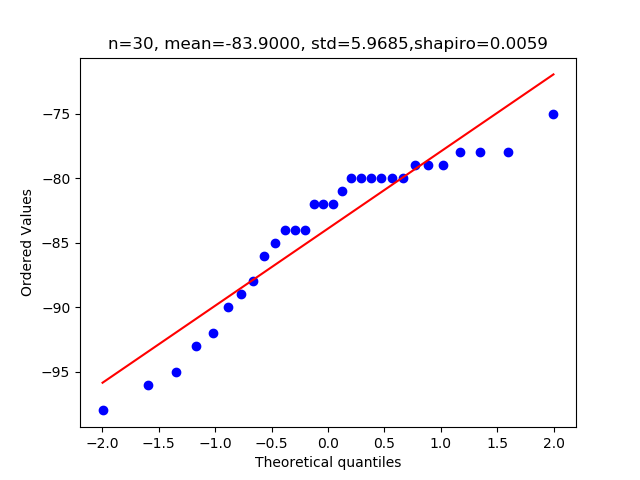 n=30, mean=-83.9000, std=5.9685,shapiro=0.0059
−75
−80
−85
−90
−95
Ordered Values
−2.0 −1.5 −1.0 −0.5 0.0 0.5 1.0 1.5 2.0
Theoretical quantiles